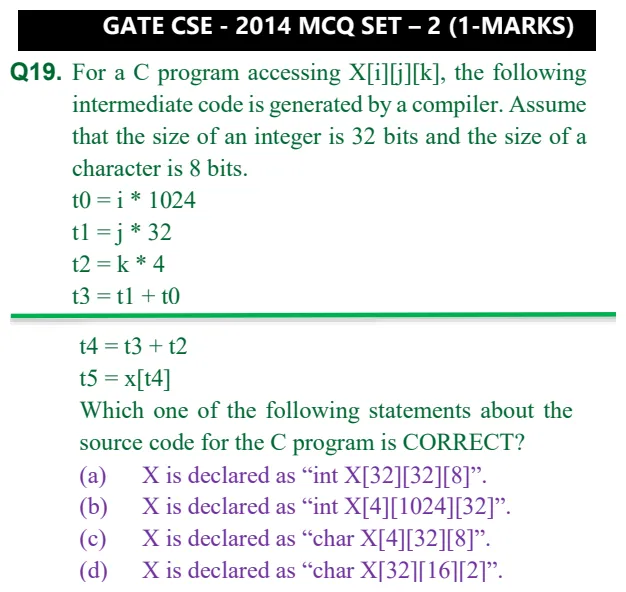 GATE CSE - 2014 MCQ SET – 2 (1-MARKS)
Q19. For a C program accessing X[i][j][k], the following
intermediate code is generated by a compiler. Assume
that the size of an integer is 32 bits and the size of a
character is 8 bits.
t0 = i * 1024
t1 = j * 32
t2 = k * 4
t3 = t1 + t0
t4 = t3 + t2
t5 = x[t4]
Which one of the following statements about the
source code for the C program is CORRECT?
(a) X is declared as “int X[32][32][8]”.
(b) X is declared as “int X[4][1024][32]”.
(c) X is declared as “char X[4][32][8]”.
(d) X is declared as “char X[32][16][2]”.